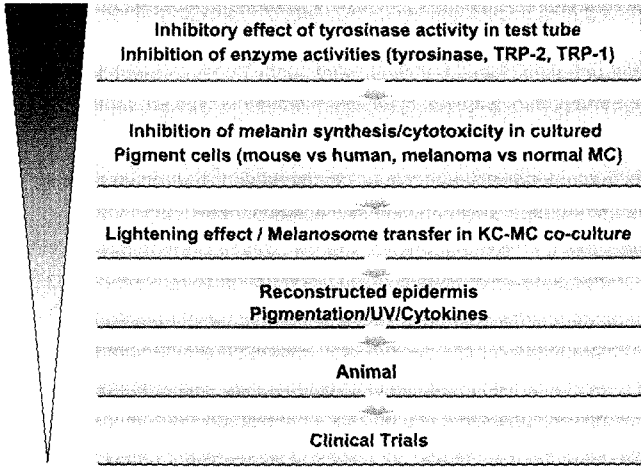 Inhibitory effect of tyrosinase activity in test tube
Inhibition of enzyme activities (tyrosinase, TRP-2, TRP-1)
Inhibition of melanin synthesis/cytotoxicity in cultured
Pigment cells (mouse vs human, melanoma vs normal MC)
Lightening effect / Melanosome transfer in KC-MC co-culture
Reconstructed epidermis
Pigmentation/UV/Cytokines
Animal
Clinical Trials